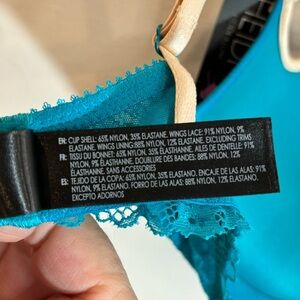 EN: CUP SHELL: 65% NYLON, 35% ELASTANE. WINGS LACE: 91% NYLON, 9%
ELASTANE. WINGS LINING:88% NYLON, 12% ELASTANE, EXCLUDING TRIMS
FR: TISSU DU BONNET: 65% NYLON, 35% ÉLASTHANNE. AILES DE DENTELLE: 91%
NYLON, 9% ÉLASTHANNE. DOUBLURE DES BANDES: 88% NYLON, 12%
ÉLASTHANNE, SANS ACCESSOIRES
ES: TEJIDO DE LA COPA: 65% NYLON, 35% ELASTANO. ENCAJE DE LAS ALAS: 91%
NYLON, 9% ELASTANO. FORRO DE LAS ALAS: 88% NYLON, 12% ELASTANO,
EXCEPTO ADORNOS
HEIDI